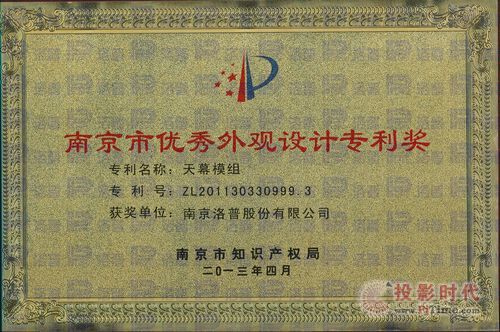 南京市优秀外观设计专利奖
专利名称：天幕模组
专 利 号：ZL201130330999.3
获奖单位：南京洛普股份有限公司
南京市知识产权局
二〇一三年四月
投影时代
PjTime.com